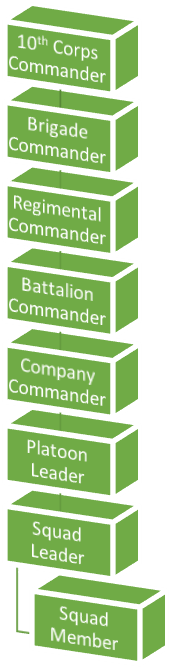 10th Corps
Commander
Brigade
Commander
Regimental
Commander
Battalion
Commander
Company
Commander
Platoon
Leader
Squad
Leader
Squad
Member